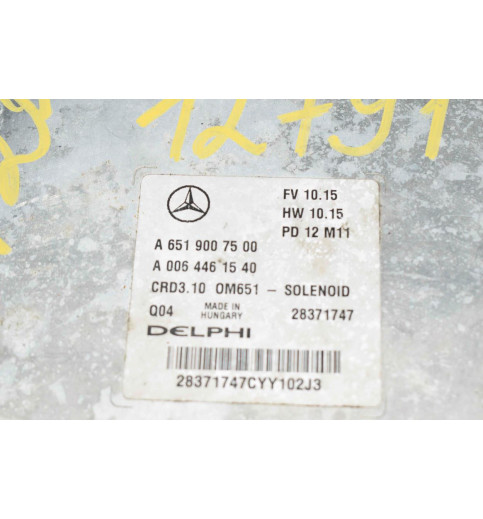 12791
FV 10.15
HW 10.15
PD 12 M11
A 651 900 75 00
A 006 446 15 40
CRD3.10 OM651 - SOLENOID
Q04 MADE IN HUNGARY 28371747
DELPHI
28371747CYY102J3